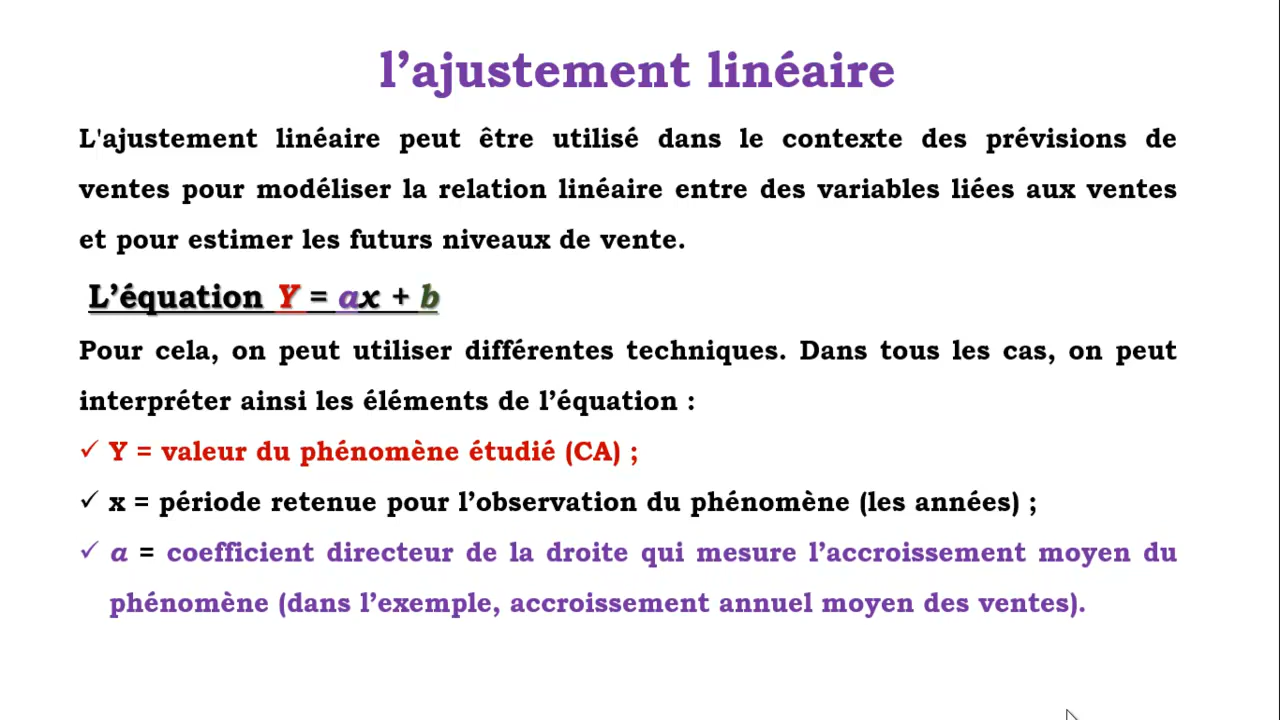 l’ajustement linéaire
L'ajustement linéaire peut être utilisé dans le contexte des prévisions de
ventes pour modéliser la relation linéaire entre des variables liées aux ventes
et pour estimer les futurs niveaux de vente.
L’équation Y = ax + b
Pour cela, on peut utiliser différentes techniques. Dans tous les cas, on peut
interpréter ainsi les éléments de l’équation :
✓ Y = valeur du phénomène étudié (CA) ;
✓ x = période retenue pour l’observation du phénomène (les années) ;
✓ a = coefficient directeur de la droite qui mesure l’accroissement moyen du
phénomène (dans l’exemple, accroissement annuel moyen des ventes).